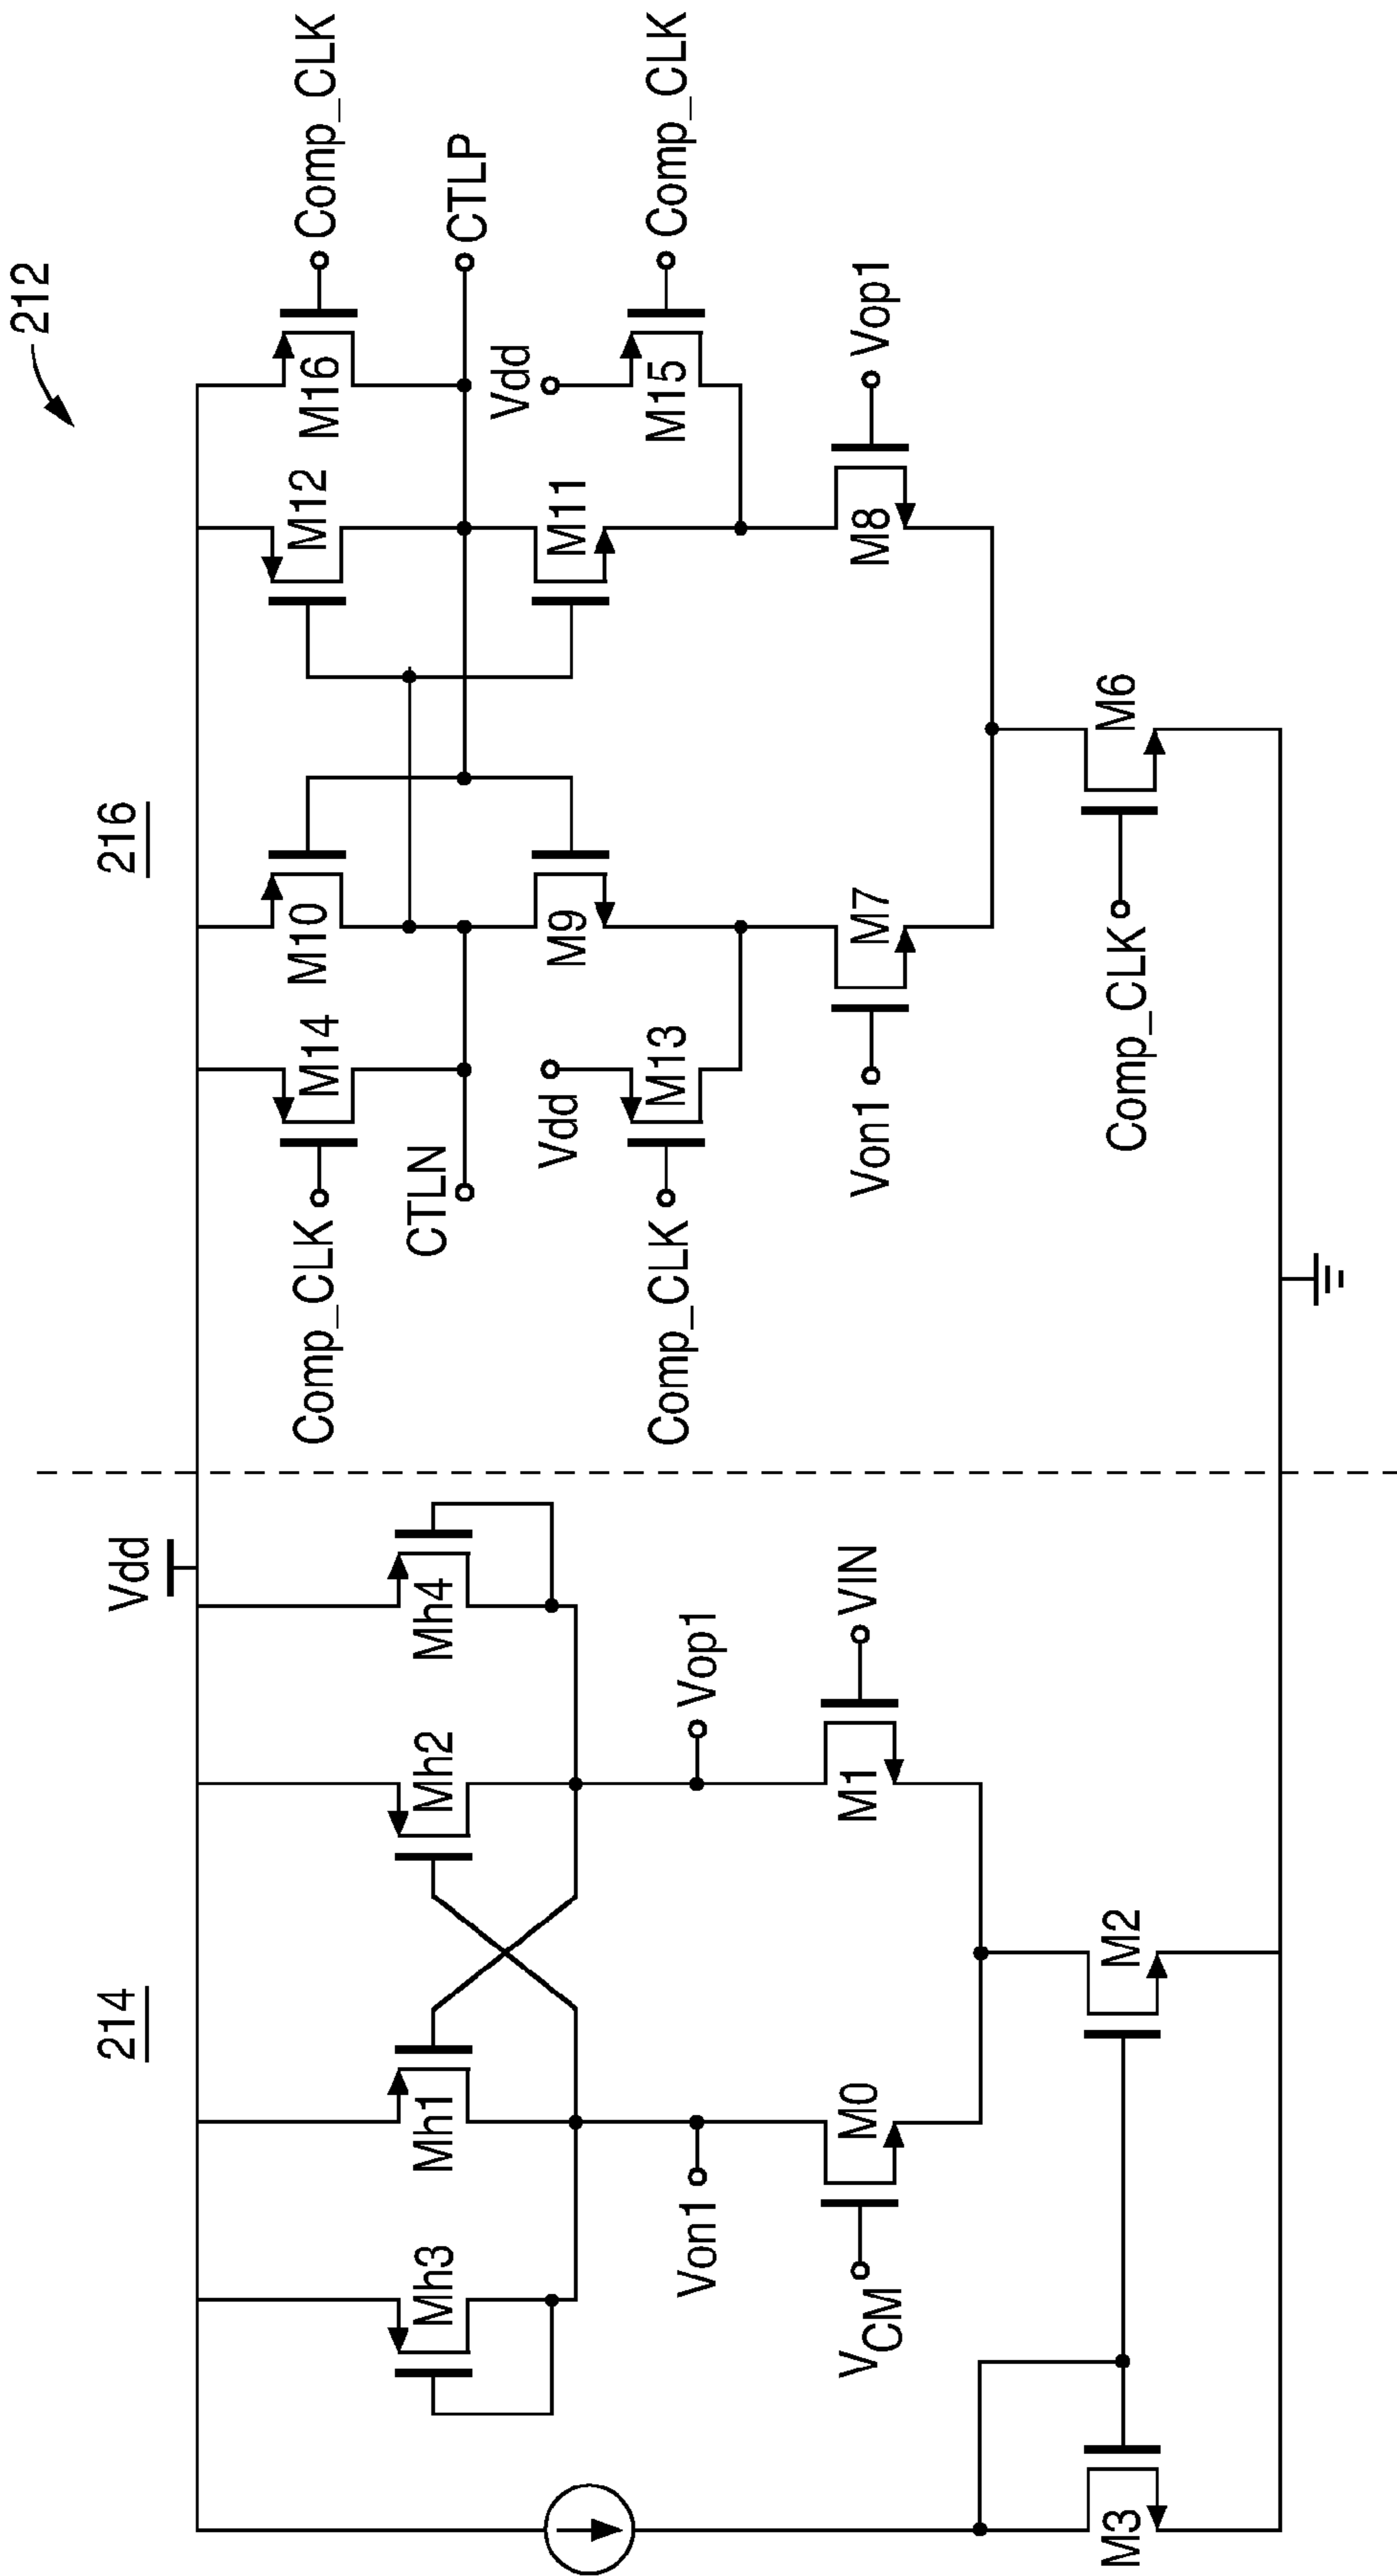 212
214
216
Vdd
Comp_CLK
M14
M10
M12
M16
Comp_CLK
Mh3
Mh1
Mh2
Mh4
CTLN
CTLP
Vdd
Vdd
M9
M11
Comp_CLK
M13
M15
Comp_CLK
Von1
Vop1
VCM
M0
M1
VIN
Von1
M7
M8
Vop1
M3
M2
Comp_CLK
M6